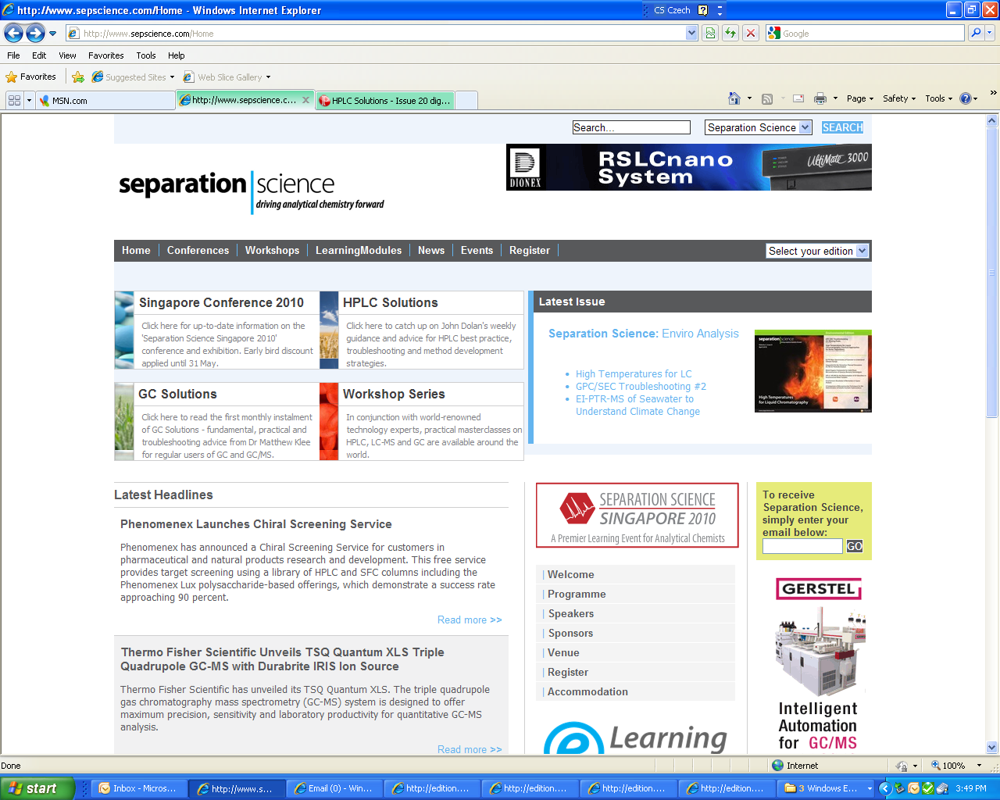 http://www.sepscience.com/Home - Windows Internet Explorer
CS Czech
http://www.sepscience.com/Home
Google
File Edit View Favorites Tools Help
Favorites Suggested Sites Web Slice Gallery
MSN.com http://www.sepscience.c... HPLC Solutions - Issue 20 dig... Page Safety Tools
Search... Separation Science SEARCH
DIONEX
RSLCnano
System
UltiMate 3000
separation science
driving analytical chemistry forward
Home Conferences Workshops LearningModules News Events Register Select your edition
Singapore Conference 2010
Click here for up-to-date information on the
'Separation Science Singapore 2010'
conference and exhibition. Early bird discount
applied until 31 May.
HPLC Solutions
Click here to catch up on John Dolan's weekly
guidance and advice for HPLC best practice,
troubleshooting and method development
strategies.
GC Solutions
Click here to read the first monthly instalment
of GC Solutions - fundamental, practical and
troubleshooting advice from Dr Matthew Klee
for regular users of GC and GC/MS.
Workshop Series
In conjunction with world-renowned
technology experts, practical masterclasses on
HPLC, LC-MS and GC are available around the
world.
Latest Issue
Separation Science: Enviro Analysis
High Temperatures for LC
GPC/SEC Troubleshooting #2
EI-PTR-MS of Seawater to
Understand Climate Change
separation science
High Temperatures
for Liquid Chromatography
Latest Headlines
Phenomenex Launches Chiral Screening Service
Phenomenex has announced a Chiral Screening Service for customers in
pharmaceutical and natural products research and development. This free service
provides target screening using a library of HPLC and SFC columns including the
Phenomenex Lux polysaccharide-based offerings, which demonstrate a success rate
approaching 90 percent.
Read more >>
Thermo Fisher Scientific Unveils TSQ Quantum XLS Triple
Quadrupole GC-MS with Durabrite IRIS Ion Source
Thermo Fisher Scientific has unveiled its TSQ Quantum XLS. The triple quadrupole
gas chromatography mass spectrometry (GC-MS) system is designed to offer
maximum precision, sensitivity and laboratory productivity for quantitative GC-MS
analysis.
Read more >>
SEPARATION SCIENCE
SINGAPORE 2010
A Premier Learning Event for Analytical Chemists
Welcome
Programme
Speakers
Sponsors
Venue
Register
Accommodation
e Learning
To receive
Separation Science,
simply enter your
email below:
GO
GERSTEL
Intelligent
Automation
for GC/MS
Done Internet 100%
start Inbox - Micros... http://www.s... Email (0) - Win... http://edition.... http://edition.... http://edition.... http://edition.... 3 Windows E... 3:49 PM